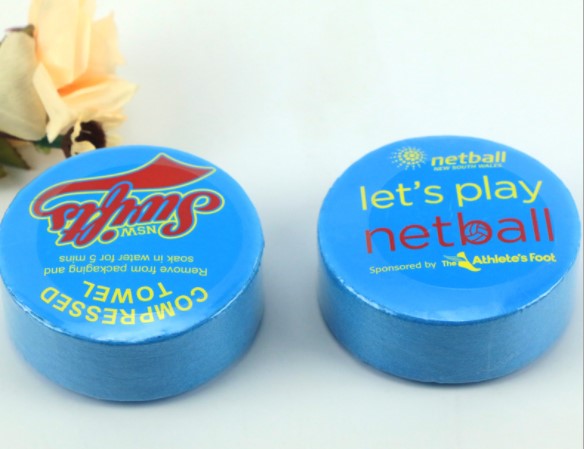 NSW
Swifts
Remove from packaging and
soak in water for 5 mins
COMPRESSED
TOWEL
netball
NEW SOUTH WALES
let's play
netball
Sponsored by The Athlete's Foot